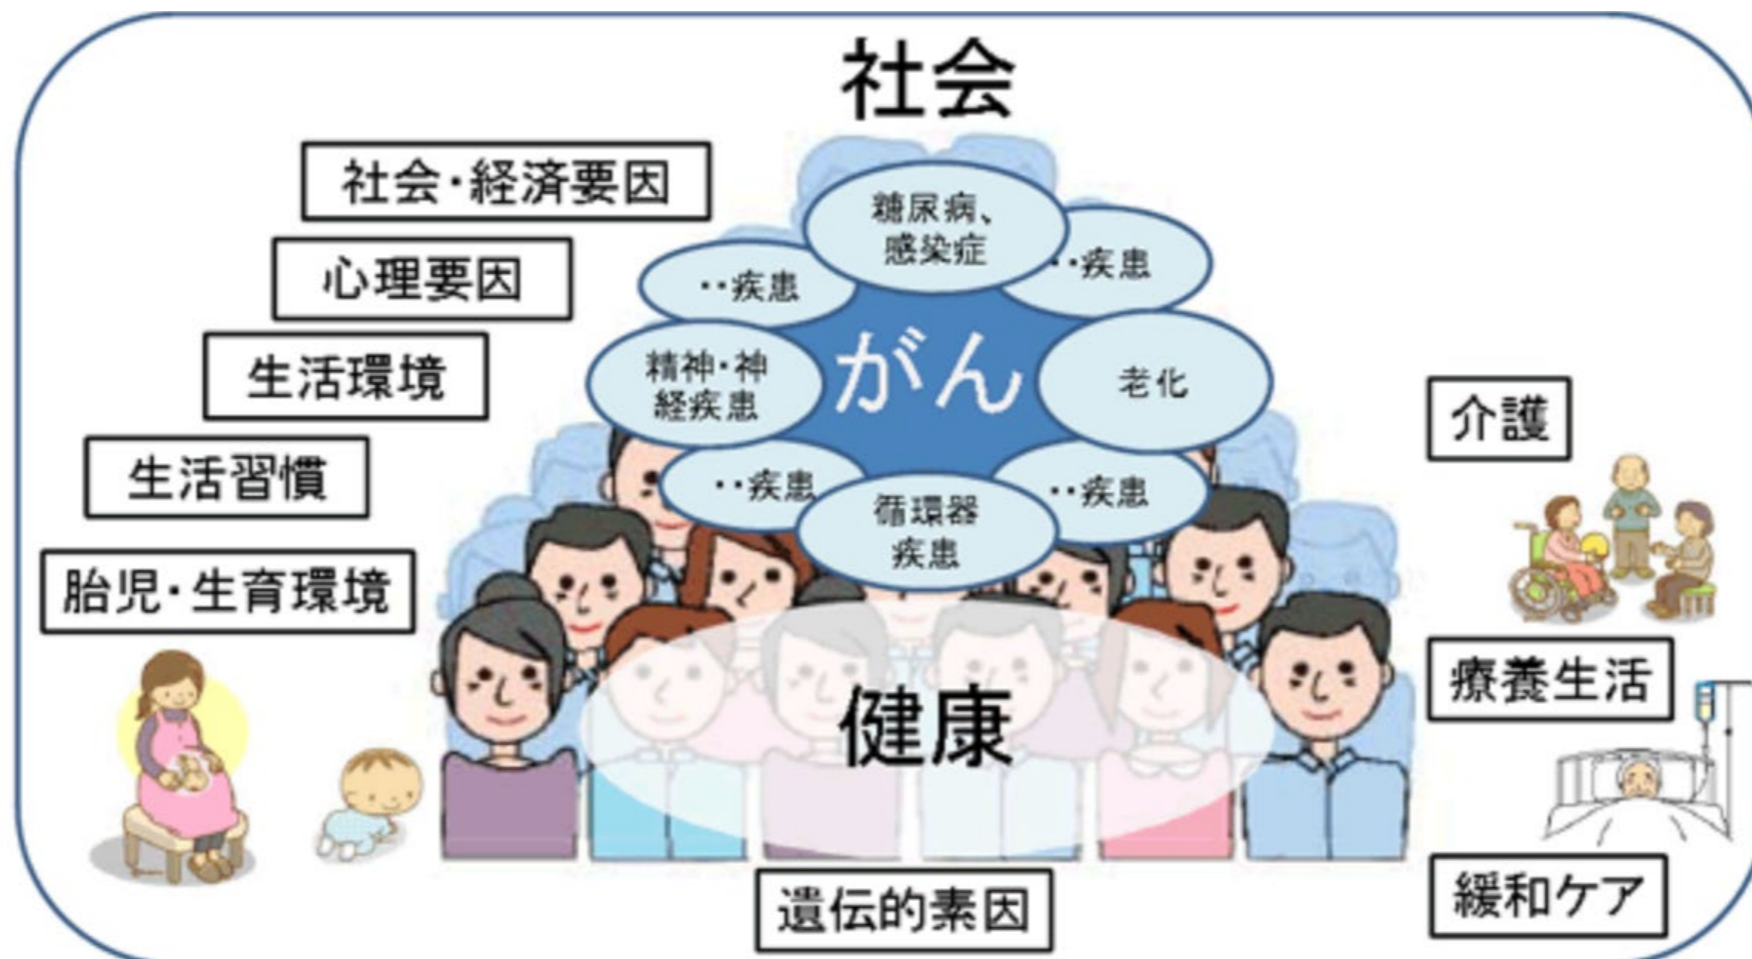 社会
社会・経済要因
心理要因
生活環境
生活習慣
胎児・生育環境
糖尿病、
感染症
‥疾患
‥疾患
がん
精神・神
経疾患
老化
‥疾患
‥疾患
循環器
疾患
健康
遺伝的素因
介護
療養生活
緩和ケア